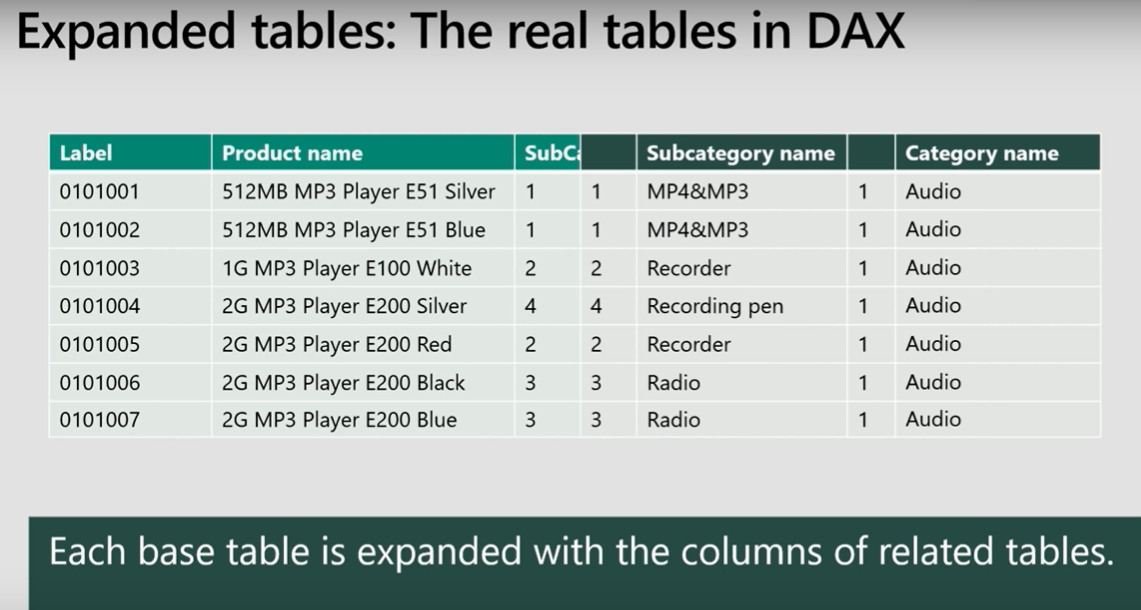 Expanded tables: The real tables in DAX
Label Product name SubCa Subcategory name Category name
0101001 512MB MP3 Player E51 Silver 1 1 MP4&MP3 1 Audio
0101002 512MB MP3 Player E51 Blue 1 1 MP4&MP3 1 Audio
0101003 1G MP3 Player E100 White 2 2 Recorder 1 Audio
0101004 2G MP3 Player E200 Silver 4 4 Recording pen 1 Audio
0101005 2G MP3 Player E200 Red 2 2 Recorder 1 Audio
0101006 2G MP3 Player E200 Black 3 3 Radio 1 Audio
0101007 2G MP3 Player E200 Blue 3 3 Radio 1 Audio
Each base table is expanded with the columns of related tables.